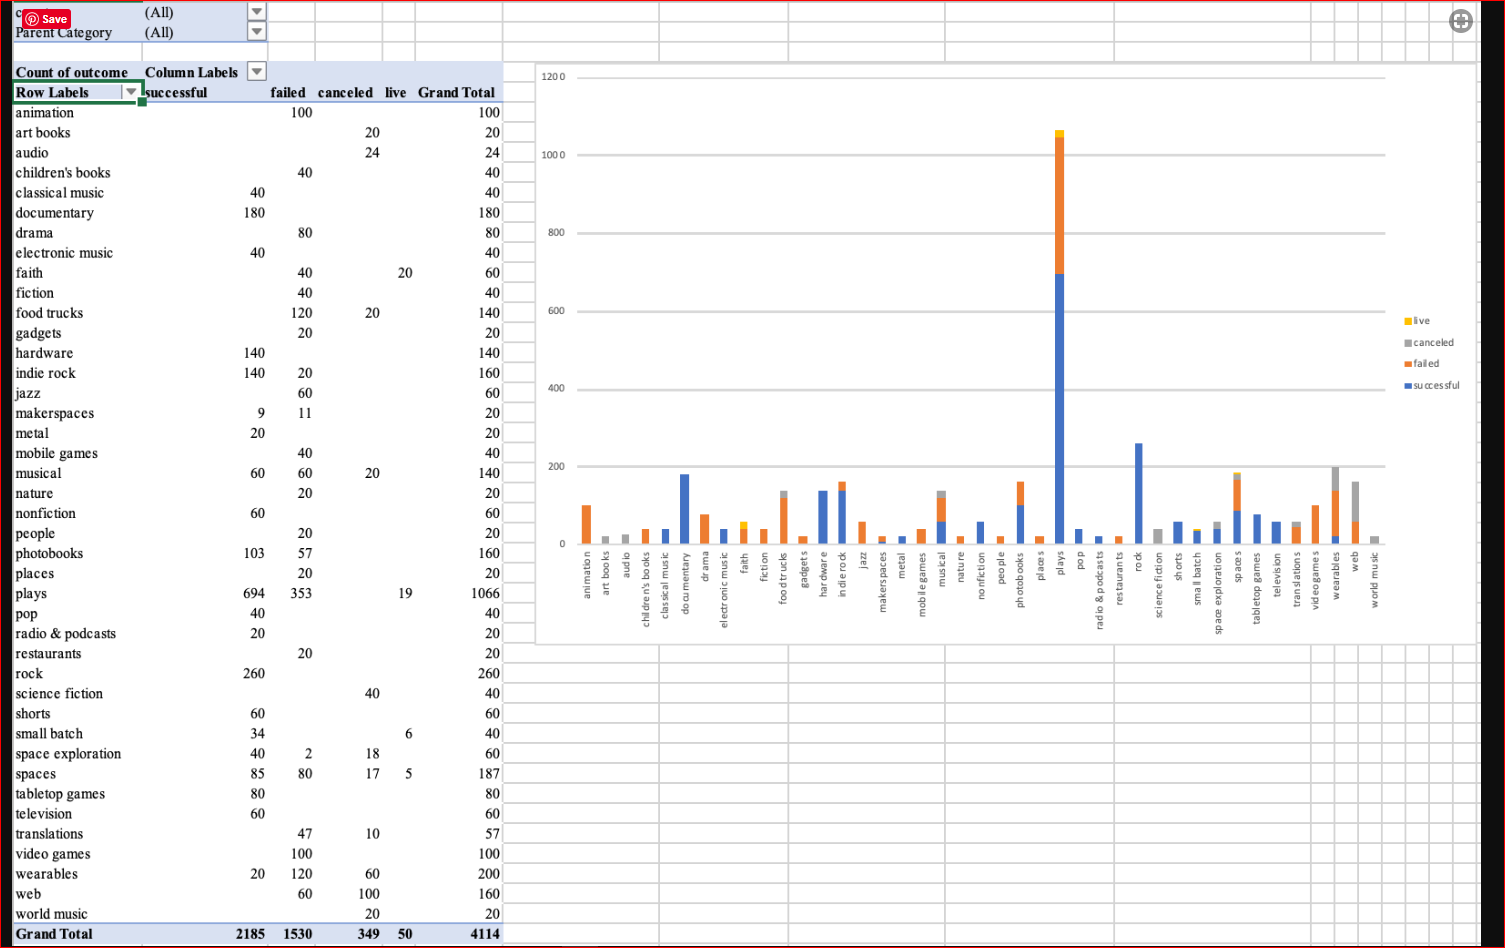 Save
(All)
Parent Category (All)
Count of outcome Column Labels
Row Labels successful failed canceled live Grand Total
animation 100 100
art books 20 20
audio 24 24
children's books 40 40
classical music 40 40
documentary 180 180
drama 80 80
electronic music 40 40
faith 40 20 60
fiction 40 40
food trucks 120 20 140
gadgets 20 20
hardware 140 140
indie rock 140 20 160
jazz 60 60
makerspaces 9 11 20
metal 20 20
mobile games 40 40
musical 60 60 20 140
nature 20 20
nonfiction 60 60
people 20 20
photobooks 103 57 160
places 20 20
plays 694 353 19 1066
pop 40 40
radio & podcasts 20 20
restaurants 20 20
rock 260 260
science fiction 40 40
shorts 60 60
small batch 34 6 40
space exploration 40 2 18 60
spaces 85 80 17 5 187
tabletop games 80 80
television 60 60
translations 47 10 57
video games 100 100
wearables 20 120 60 200
web 60 100 160
world music 20 20
Grand Total 2185 1530 349 50 4114
1200
1000
800
600
400
200
0
animation
art books
audio
children's books
classical music
documentary
drama
electronic music
faith
fiction
food trucks
gadgets
hardware
indie rock
jazz
makerspaces
metal
mobile games
musical
nature
nonfiction
people
photobooks
places
plays
pop
radio & podcasts
restaurants
rock
science fiction
shorts
small batch
space exploration
spaces
tabletop games
television
translations
video games
wearables
web
world music
live
canceled
failed
successful